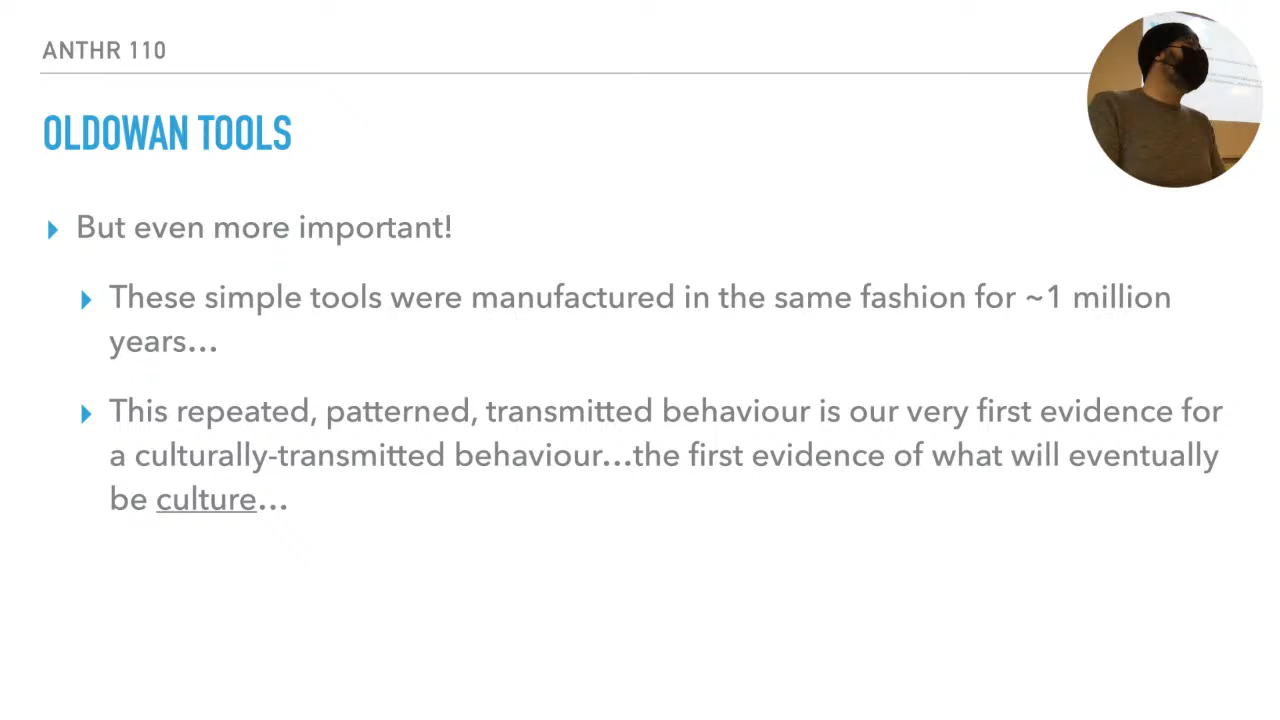 ANTHR 110
OLDOWAN TOOLS
But even more important!
These simple tools were manufactured in the same fashion for ~1 million
years…
This repeated, patterned, transmitted behaviour is our very first evidence for
a culturally-transmitted behaviour…the first evidence of what will eventually
be culture…